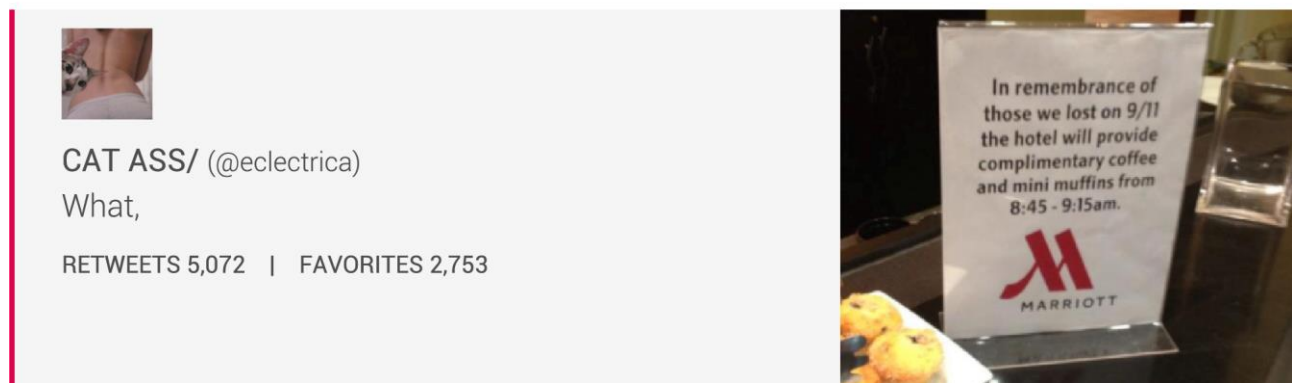 CAT ASS/ (@eclectrica)
What,
RETWEETS 5,072 | FAVORITES 2,753
In remembrance of
those we lost on 9/11
the hotel will provide
complimentary coffee
and mini muffins from
8:45 - 9:15am.
MARRIOTT